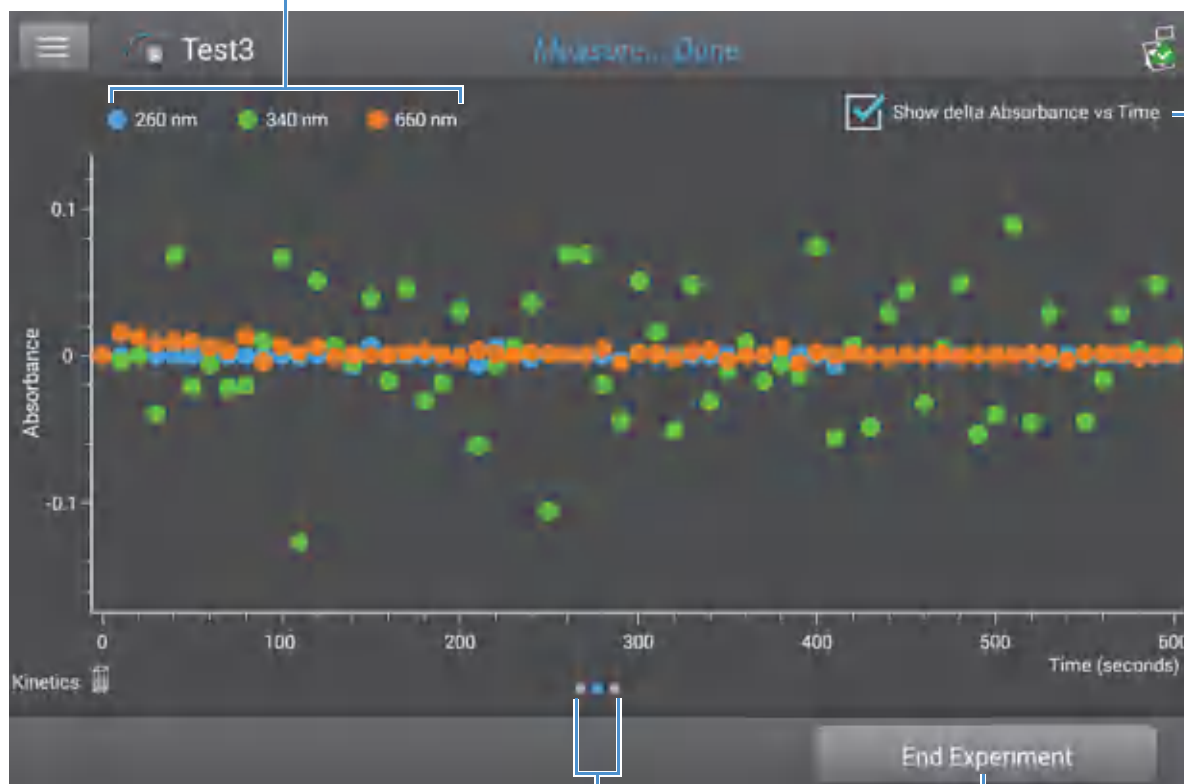 Test3
Measure... Done
260 nm
340 nm
650 nm
Show delta Absorbance vs Time
0.1
0
-0.1
Absorbance
0
100
200
300
400
500
600
Time (seconds)
Kinetics
End Experiment